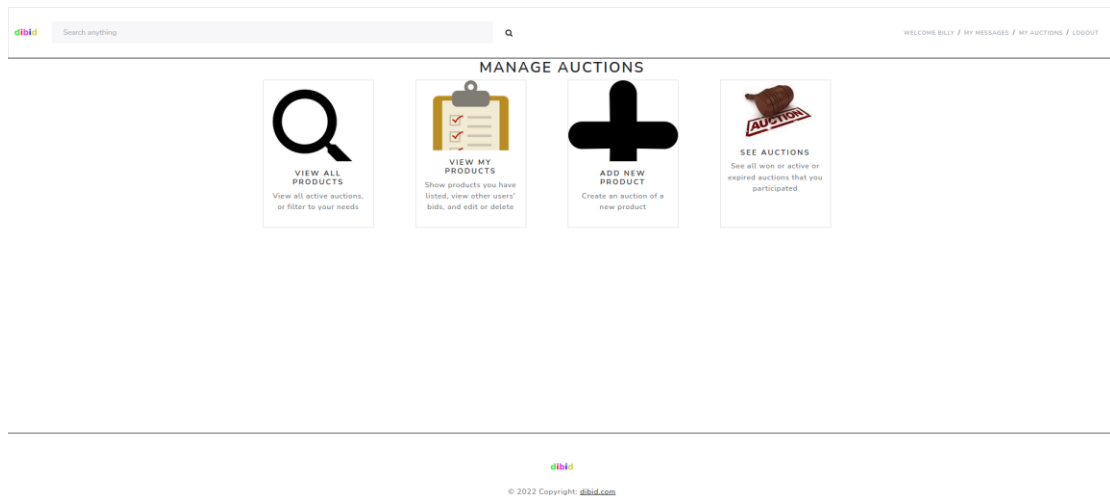 dibid
Search anything
WELCOME BILLY / MY MESSAGES / MY AUCTIONS / LOGOUT
MANAGE AUCTIONS
VIEW ALL
PRODUCTS
View all active auctions,
or filter to your needs
VIEW MY
PRODUCTS
Show products you have
listed, view other users'
bids, and edit or delete
ADD NEW
PRODUCT
Create an auction of a
new product
AUCTION
SEE AUCTIONS
See all won or active or
expired auctions that you
participated
dibid
© 2022 Copyright: dibid.com